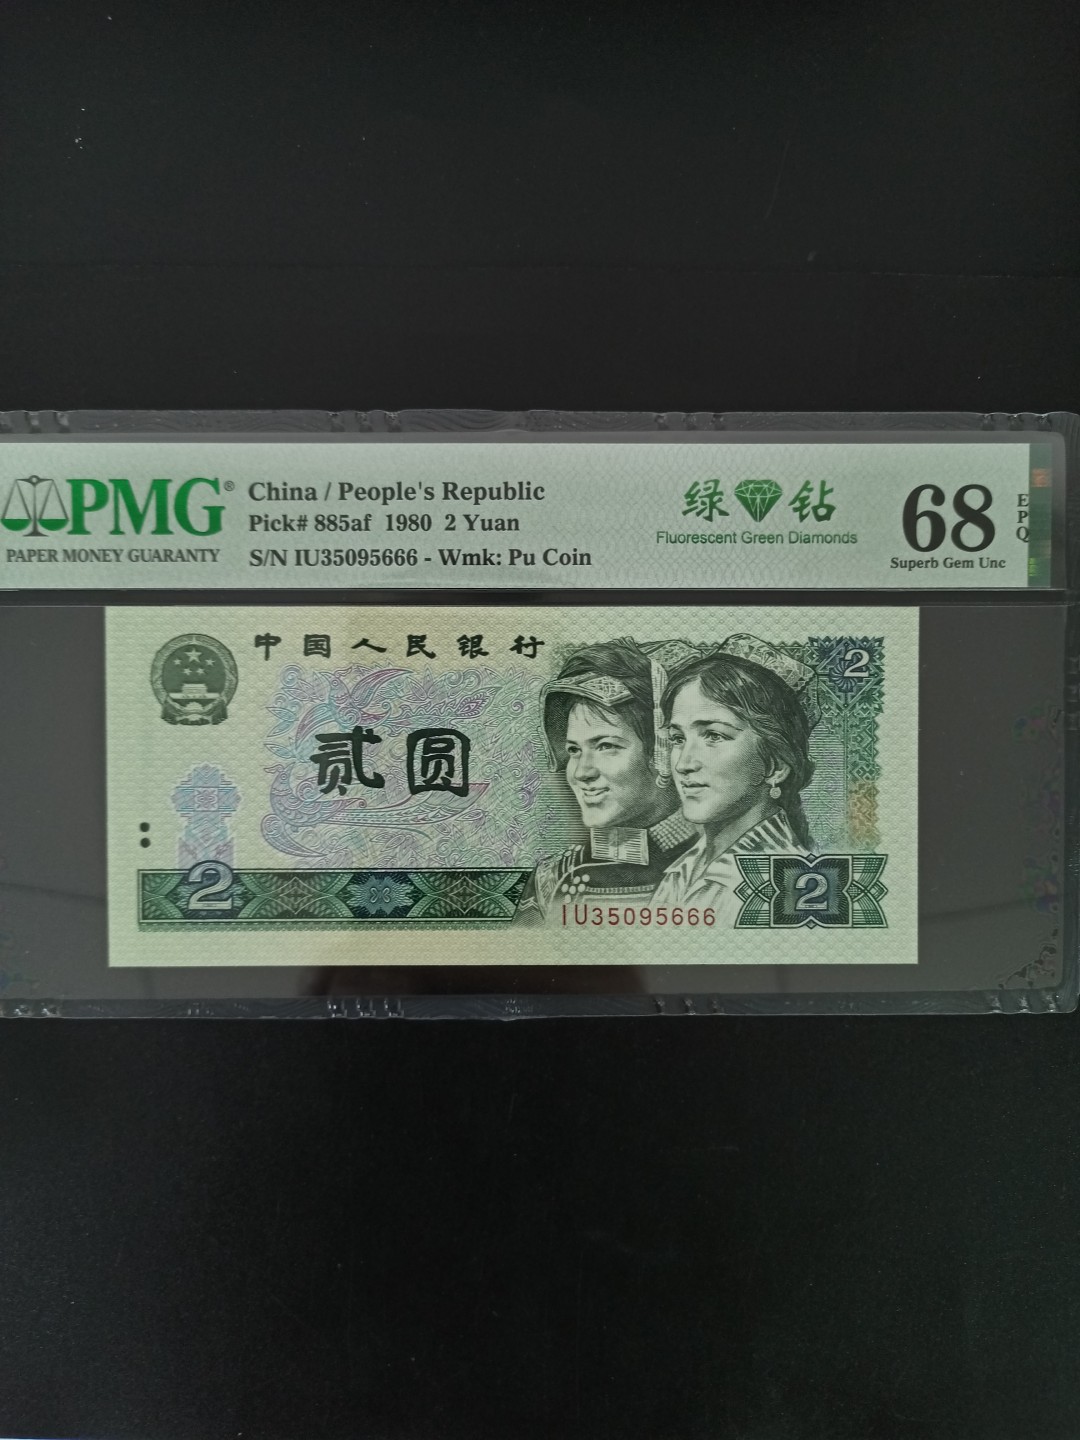 PMG®
PAPER MONEY GUARANTY
China / People's Republic
Pick# 885af 1980 2 Yuan
S/N IU35095666 - Wmk: Pu Coin
绿 钻
Fluorescent Green Diamonds
68
Superb Gem Unc
EPQ
中国人民银行
2
贰圆
2
IU35095666
2